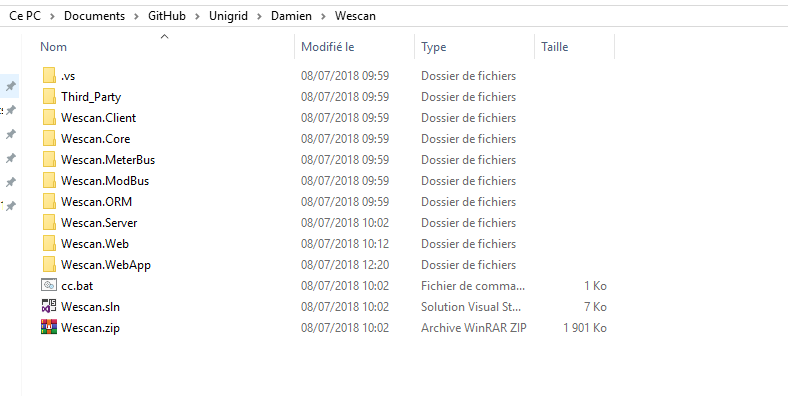 Ce PC > Documents > GitHub > Unigrid > Damien > Wescan
Nom Modifié le Type Taille
.vs 08/07/2018 09:59 Dossier de fichiers
Third_Party 08/07/2018 09:59 Dossier de fichiers
Wescan.Client 08/07/2018 09:59 Dossier de fichiers
Wescan.Core 08/07/2018 09:59 Dossier de fichiers
Wescan.MeterBus 08/07/2018 09:59 Dossier de fichiers
Wescan.ModBus 08/07/2018 09:59 Dossier de fichiers
Wescan.ORM 08/07/2018 09:59 Dossier de fichiers
Wescan.Server 08/07/2018 10:02 Dossier de fichiers
Wescan.Web 08/07/2018 10:12 Dossier de fichiers
Wescan.WebApp 08/07/2018 12:20 Dossier de fichiers
cc.bat 08/07/2018 10:02 Fichier de comma... 1 Ko
Wescan.sln 08/07/2018 10:02 Solution Visual St... 7 Ko
Wescan.zip 08/07/2018 10:02 Archive WinRAR ZIP 1 901 Ko